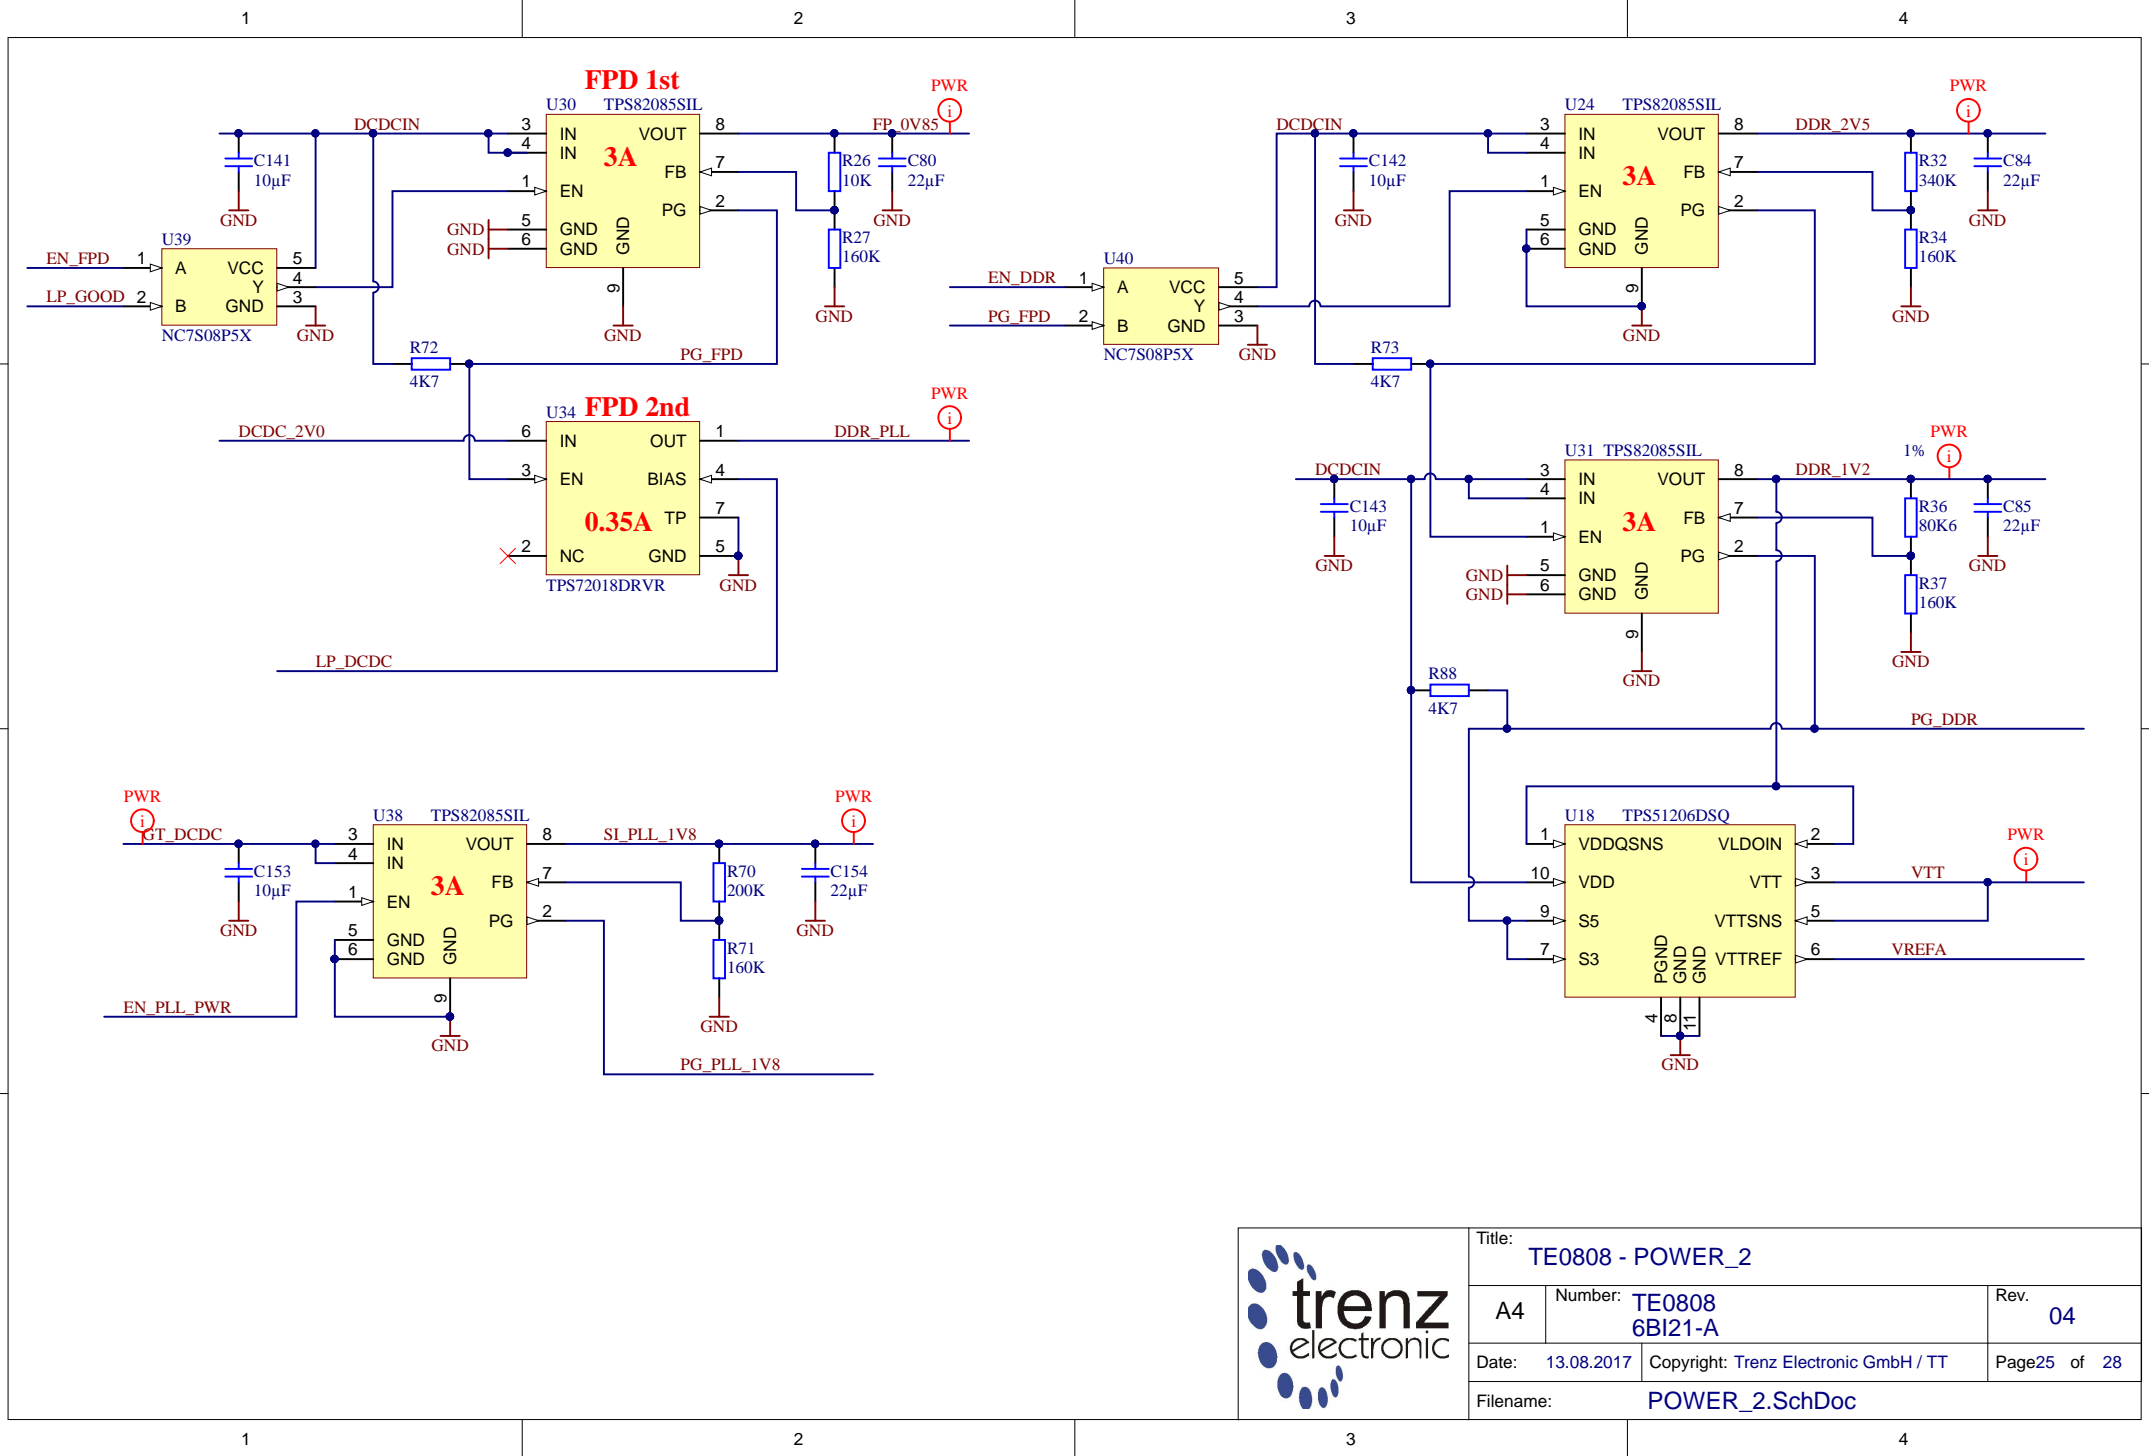 1
2
3
4
FPD 1st
U30 TPS82085SIL
PWR
DCDCIN
3 IN VOUT 8
FP_0V85
4 IN
3A
C141
10µF
R26
10K
C80
22µF
FB 7
1 EN
PG 2
GND
GND
GND 5 GND
GND 6 GND
GND
9
GND
R27
160K
GND
U39
EN_FPD 1 A VCC 5
Y 4
LP_GOOD 2 B GND 3
NC7S08P5X
GND
R72
4K7
PG_FPD
U34 FPD 2nd
PWR
DCDC_2V0
6 IN OUT 1
DDR_PLL
3 EN BIAS 4
0.35A
TP 7
2 NC GND 5
TPS72018DRVR
GND
LP_DCDC
PWR
GT_DCDC
U38 TPS82085SIL
PWR
3 IN VOUT 8
SI_PLL_1V8
4 IN
C153
10µF
3A
FB 7
R70
200K
C154
22µF
1 EN
PG 2
GND
GND
5 GND
6 GND
GND
9
GND
R71
160K
GND
EN_PLL_PWR
PG_PLL_1V8
U24 TPS82085SIL
PWR
DCDCIN
3 IN VOUT 8
DDR_2V5
4 IN
C142
10µF
3A
FB 7
R32
340K
C84
22µF
1 EN
PG 2
GND
GND
5 GND
6 GND
GND
9
GND
R34
160K
GND
U40
EN_DDR 1 A VCC 5
Y 4
PG_FPD 2 B GND 3
NC7S08P5X
GND
R73
4K7
U31 TPS82085SIL
1%
PWR
DCDCIN
3 IN VOUT 8
DDR_1V2
4 IN
C143
10µF
3A
FB 7
R36
80K6
C85
22µF
1 EN
PG 2
GND
GND
GND 5 GND
GND 6 GND
GND
9
GND
R37
160K
GND
R88
4K7
PG_DDR
U18 TPS51206DSQ
1 VDDQSNS VLDOIN 2
PWR
10 VDD VTT 3
VTT
9 S5 VTTSNS 5
7 S3 VTTREF 6
VREFA
PGND
GND
GND
4
8
11
GND
trenz
electronic
Title:
TE0808 - POWER_2
A4
Number: TE0808
6BI21-A
Rev.
04
Date: 13.08.2017
Copyright: Trenz Electronic GmbH / TT
Page25 of 28
Filename: POWER_2.SchDoc
1
2
3
4